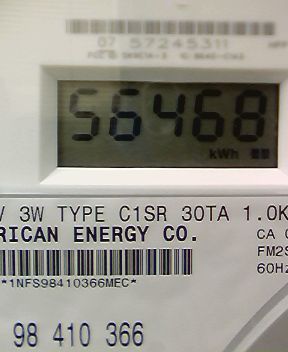 07 57245311
56468
kWh
V 3W TYPE C1SR 30TA 1.0K
RICAN ENERGY CO.
CA
FM2S
60Hz
*1NFS98410366MEC*
98 410 366